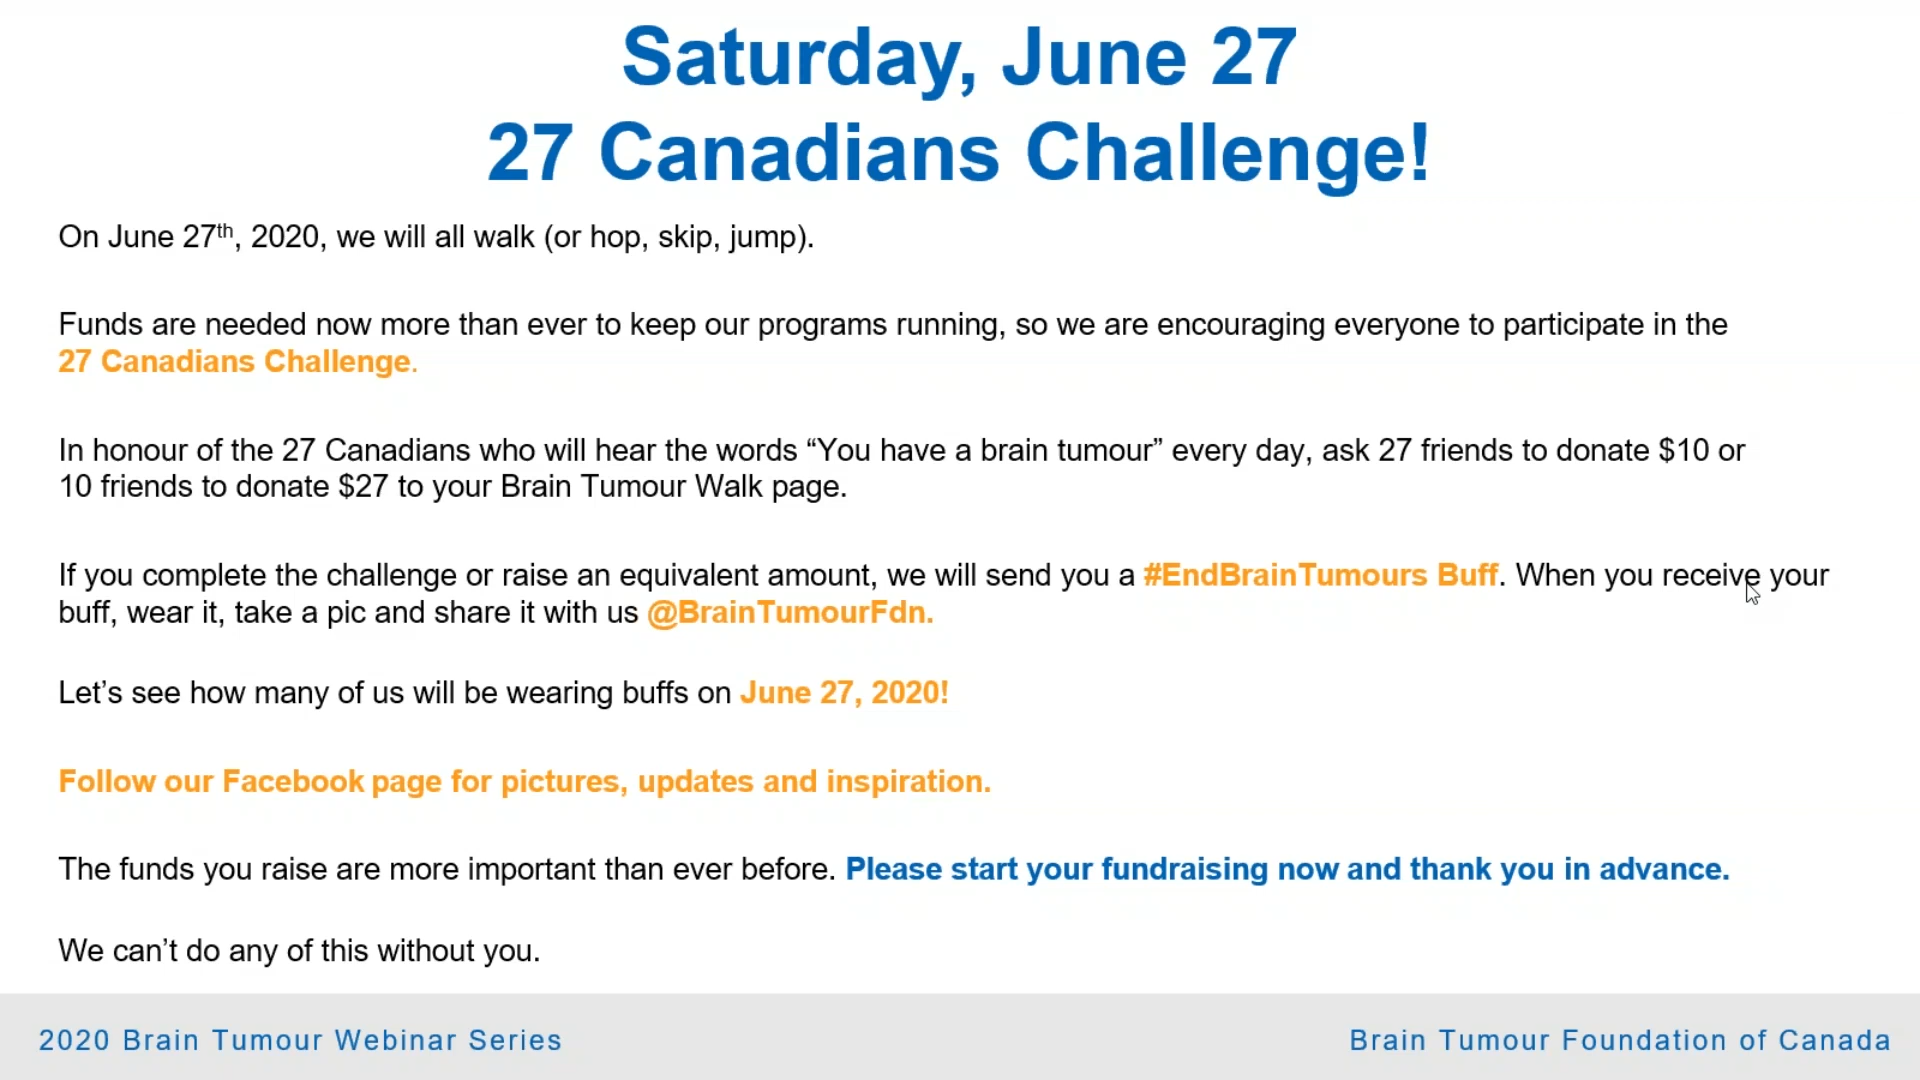 Saturday, June 27
27 Canadians Challenge!
On June 27th, 2020, we will all walk (or hop, skip, jump).
Funds are needed now more than ever to keep our programs running, so we are encouraging everyone to participate in the
27 Canadians Challenge.
In honour of the 27 Canadians who will hear the words “You have a brain tumour” every day, ask 27 friends to donate $10 or
10 friends to donate $27 to your Brain Tumour Walk page.
If you complete the challenge or raise an equivalent amount, we will send you a #EndBrainTumours Buff. When you receive your
buff, wear it, take a pic and share it with us @BrainTumourFdn.
Let’s see how many of us will be wearing buffs on June 27, 2020!
Follow our Facebook page for pictures, updates and inspiration.
The funds you raise are more important than ever before. Please start your fundraising now and thank you in advance.
We can’t do any of this without you.
2020 Brain Tumour Webinar Series
Brain Tumour Foundation of Canada